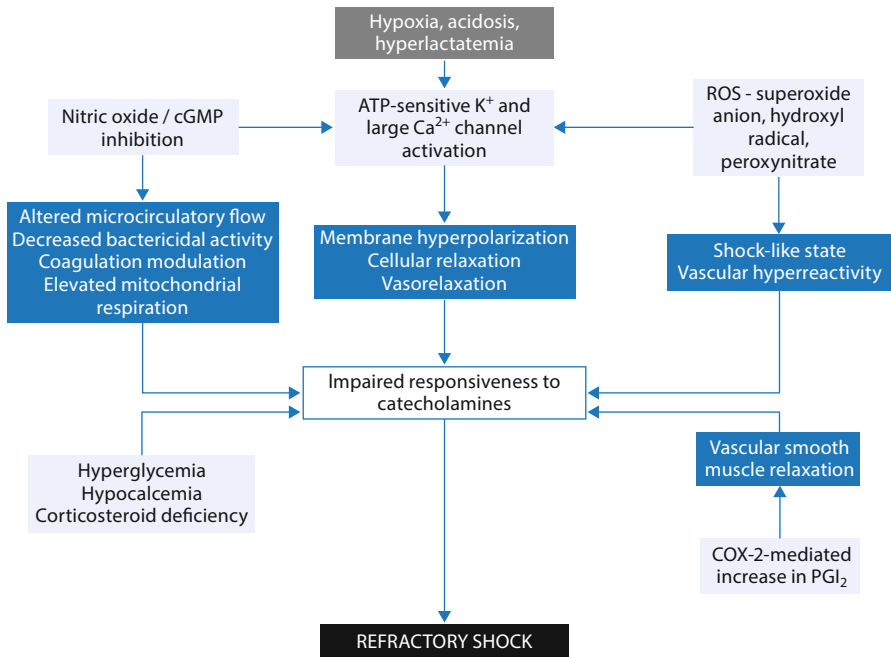 Hypoxia, acidosis,
hyperlactatemia
Nitric oxide / cGMP
inhibition
ATP-sensitive K⁺ and
large Ca²⁺ channel
activation
ROS - superoxide
anion, hydroxyl
radical,
peroxynitrate
Altered microcirculatory flow
Decreased bactericidal activity
Coagulation modulation
Elevated mitochondrial
respiration
Membrane hyperpolarization
Cellular relaxation
Vasorelaxation
Shock-like state
Vascular hyperreactivity
Impaired responsiveness to
catecholamines
Hyperglycemia
Hypocalcemia
Corticosteroid deficiency
Vascular smooth
muscle relaxation
COX-2-mediated
increase in PGI₂
REFRACTORY SHOCK